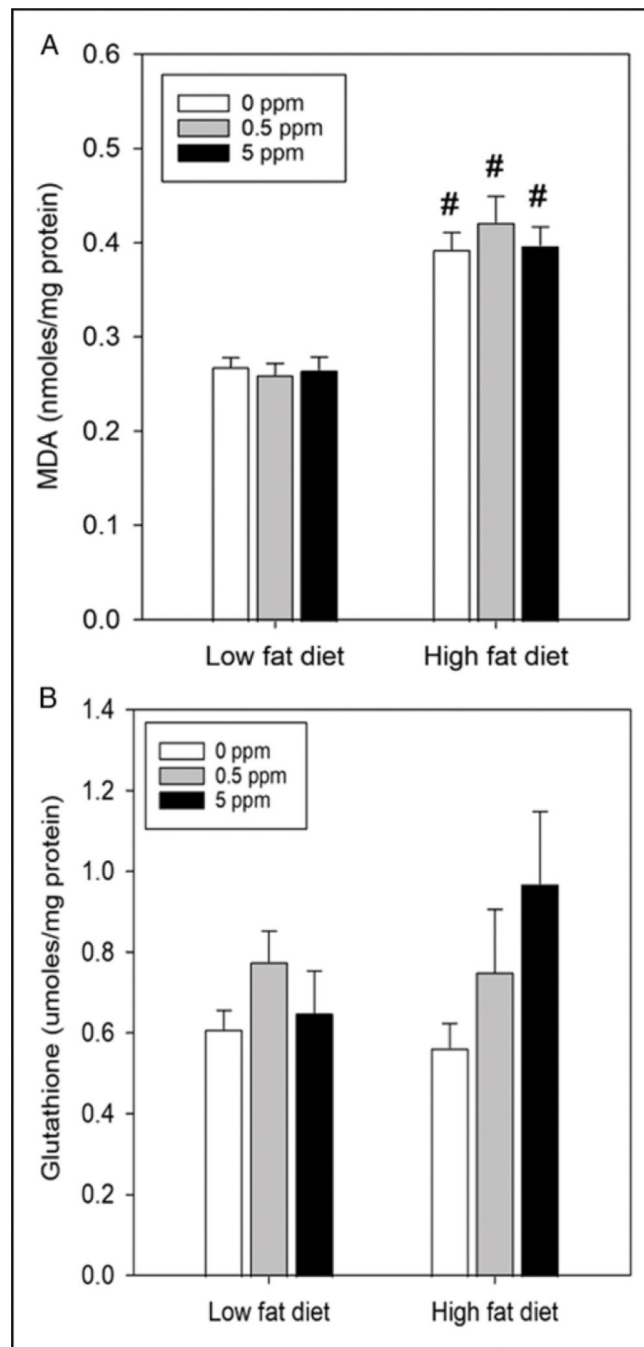 A
MDA (nmoles/mg protein)
0.6
0.5
0.4
0.3
0.2
0.1
0.0
0 ppm
0.5 ppm
5 ppm
# # #
Low fat diet High fat diet
B
Glutathione (umoles/mg protein)
1.4
1.2
1.0
0.8
0.6
0.4
0.2
0.0
0 ppm
0.5 ppm
5 ppm
Low fat diet High fat diet